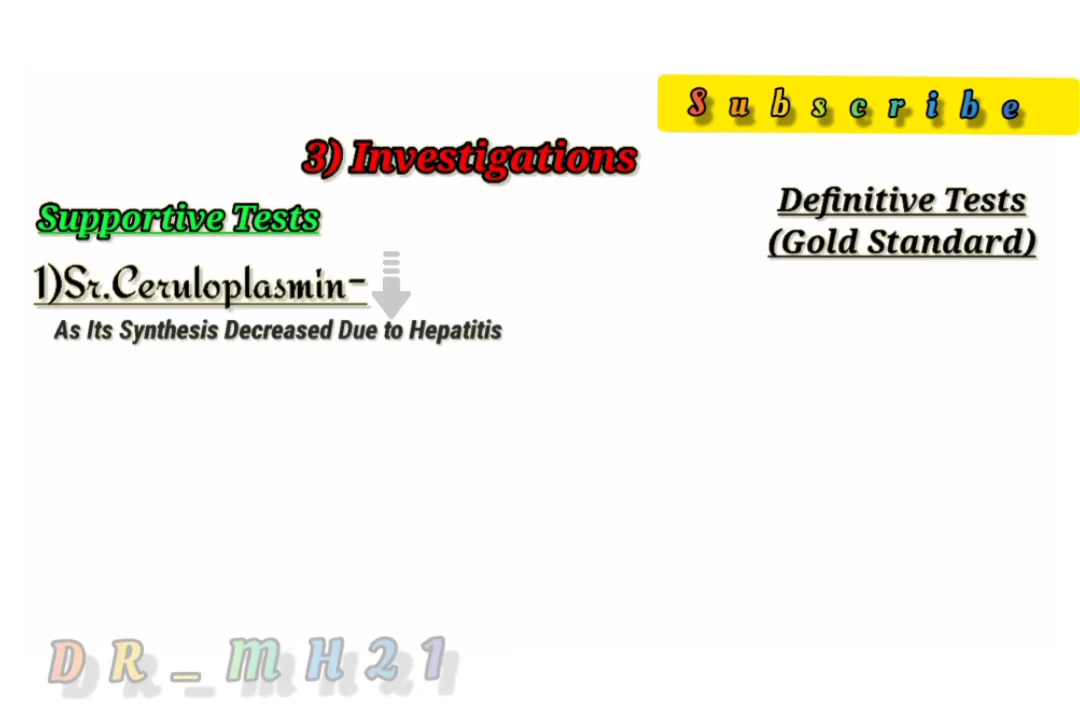 Subscribe
3) Investigations
Definitive Tests
(Gold Standard)
Supportive Tests
1)Sr.Ceruloplasmin-
As Its Synthesis Decreased Due to Hepatitis
DR_MH21